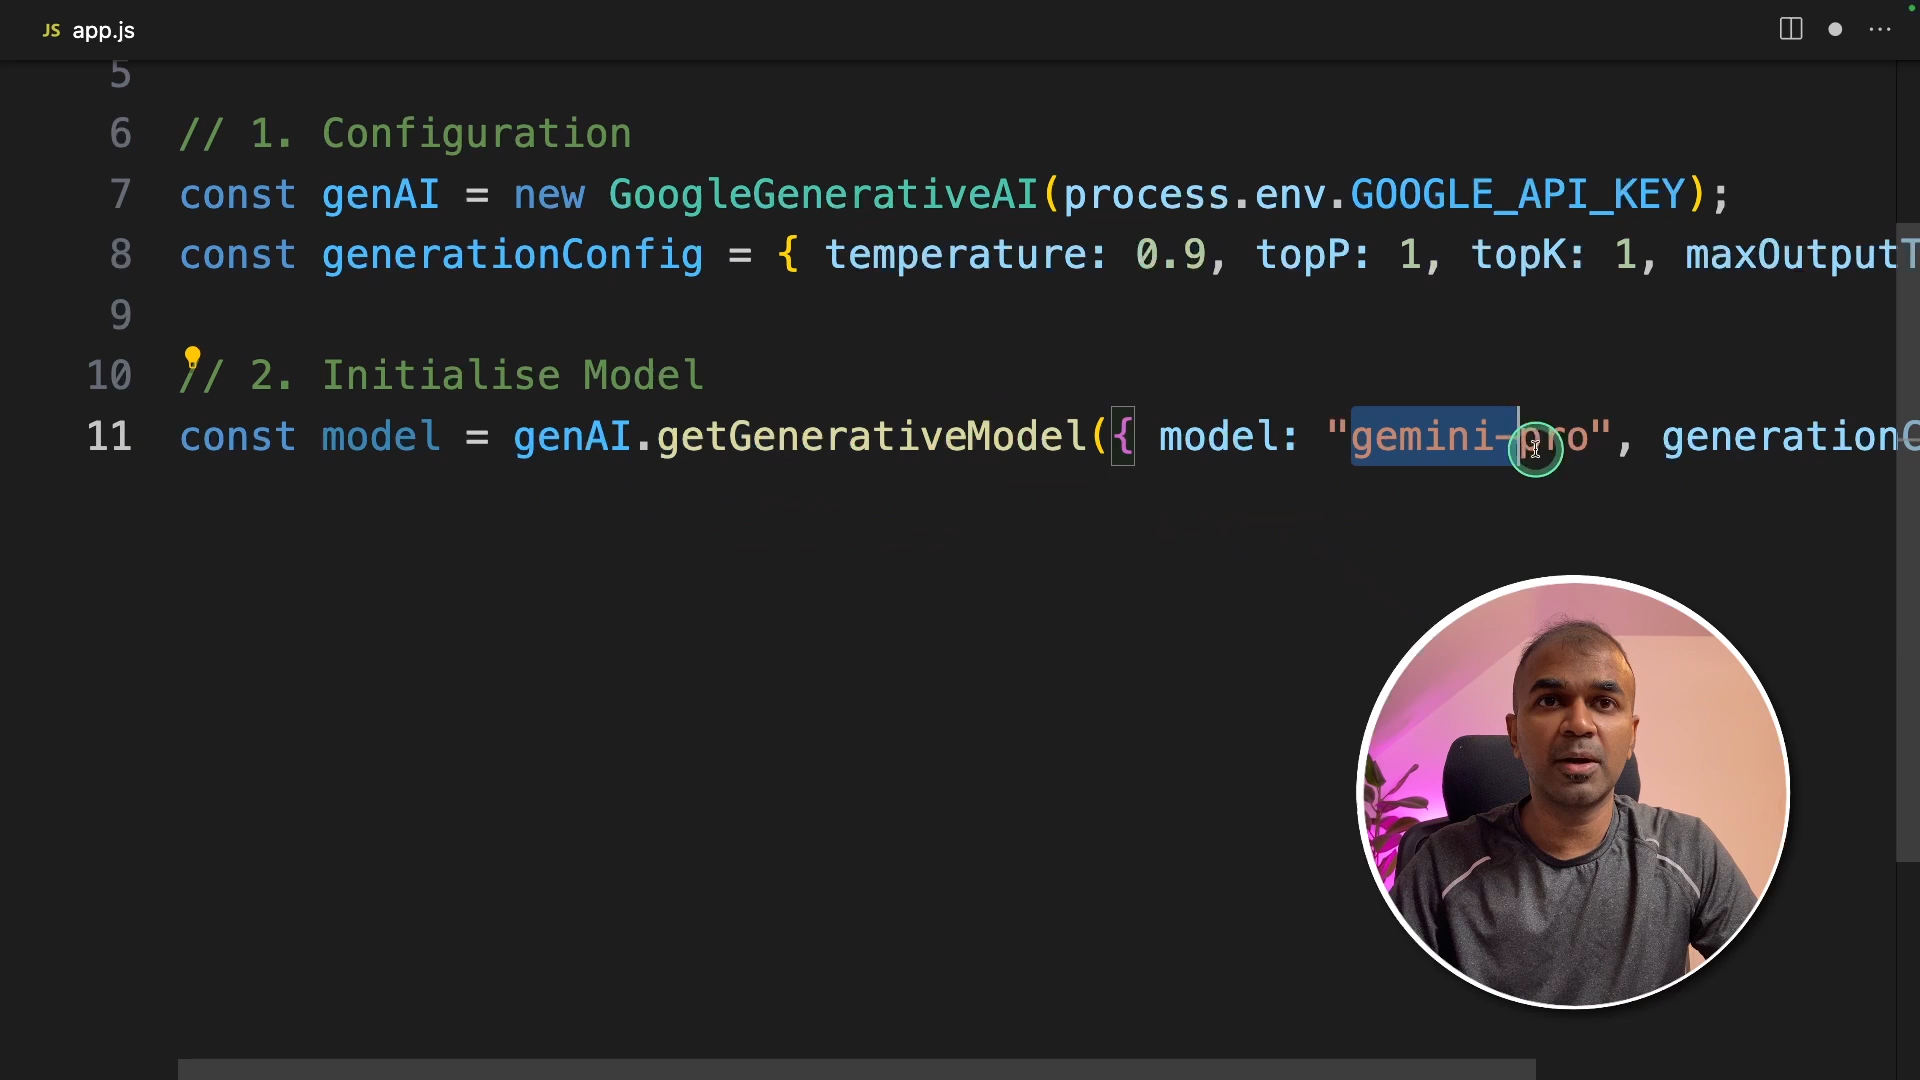 JS app.js
5
6 // 1. Configuration
7 const genAI = new GoogleGenerativeAI(process.env.GOOGLE_API_KEY);
8 const generationConfig = { temperature: 0.9, topP: 1, topK: 1, maxOutputT
9
10 // 2. Initialise Model
11 const model = genAI.getGenerativeModel({ model: "gemini-pro", generationC